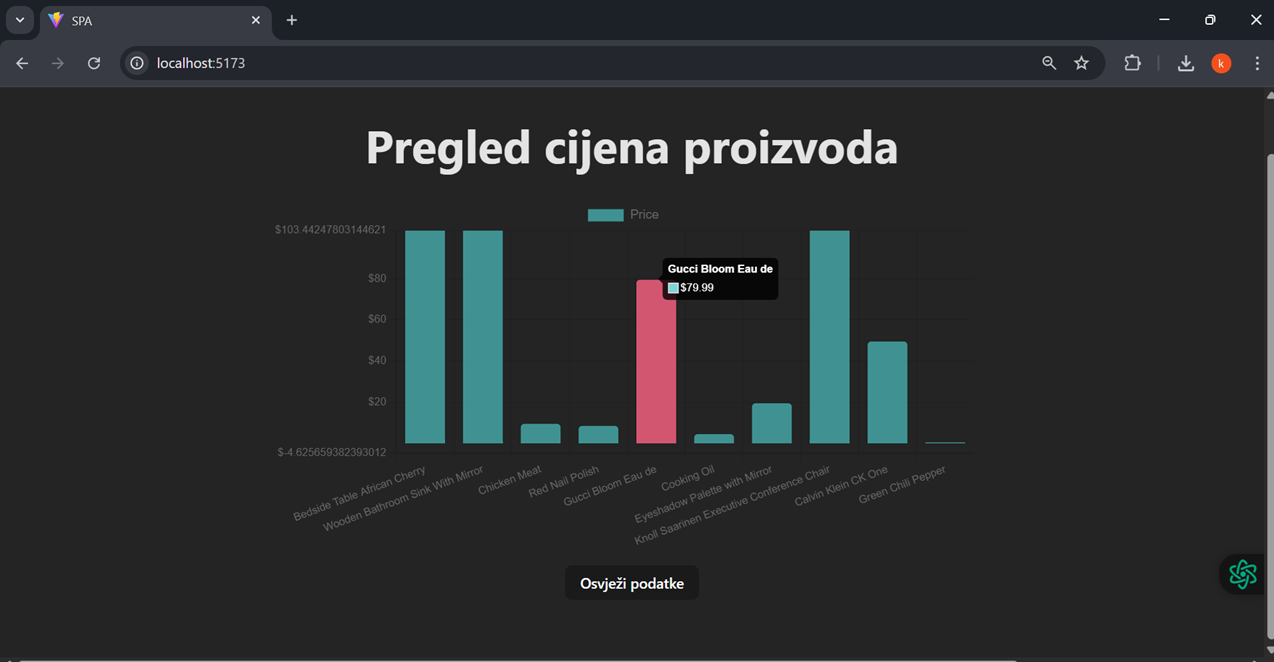 SPA
localhost:5173
k
Pregled cijena proizvoda
Price
$103.44247803144621
$80
$60
$40
$20
$-4.625659382393012
Gucci Bloom Eau de
$79.99
Bedside Table African Cherry
Wooden Bathroom Sink With Mirror
Chicken Meat
Red Nail Polish
Gucci Bloom Eau de
Cooking Oil
Eyeshadow Palette with Mirror
Knoll Saarinen Executive Conference Chair
Calvin Klein CK One
Green Chili Pepper
Osvježi podatke